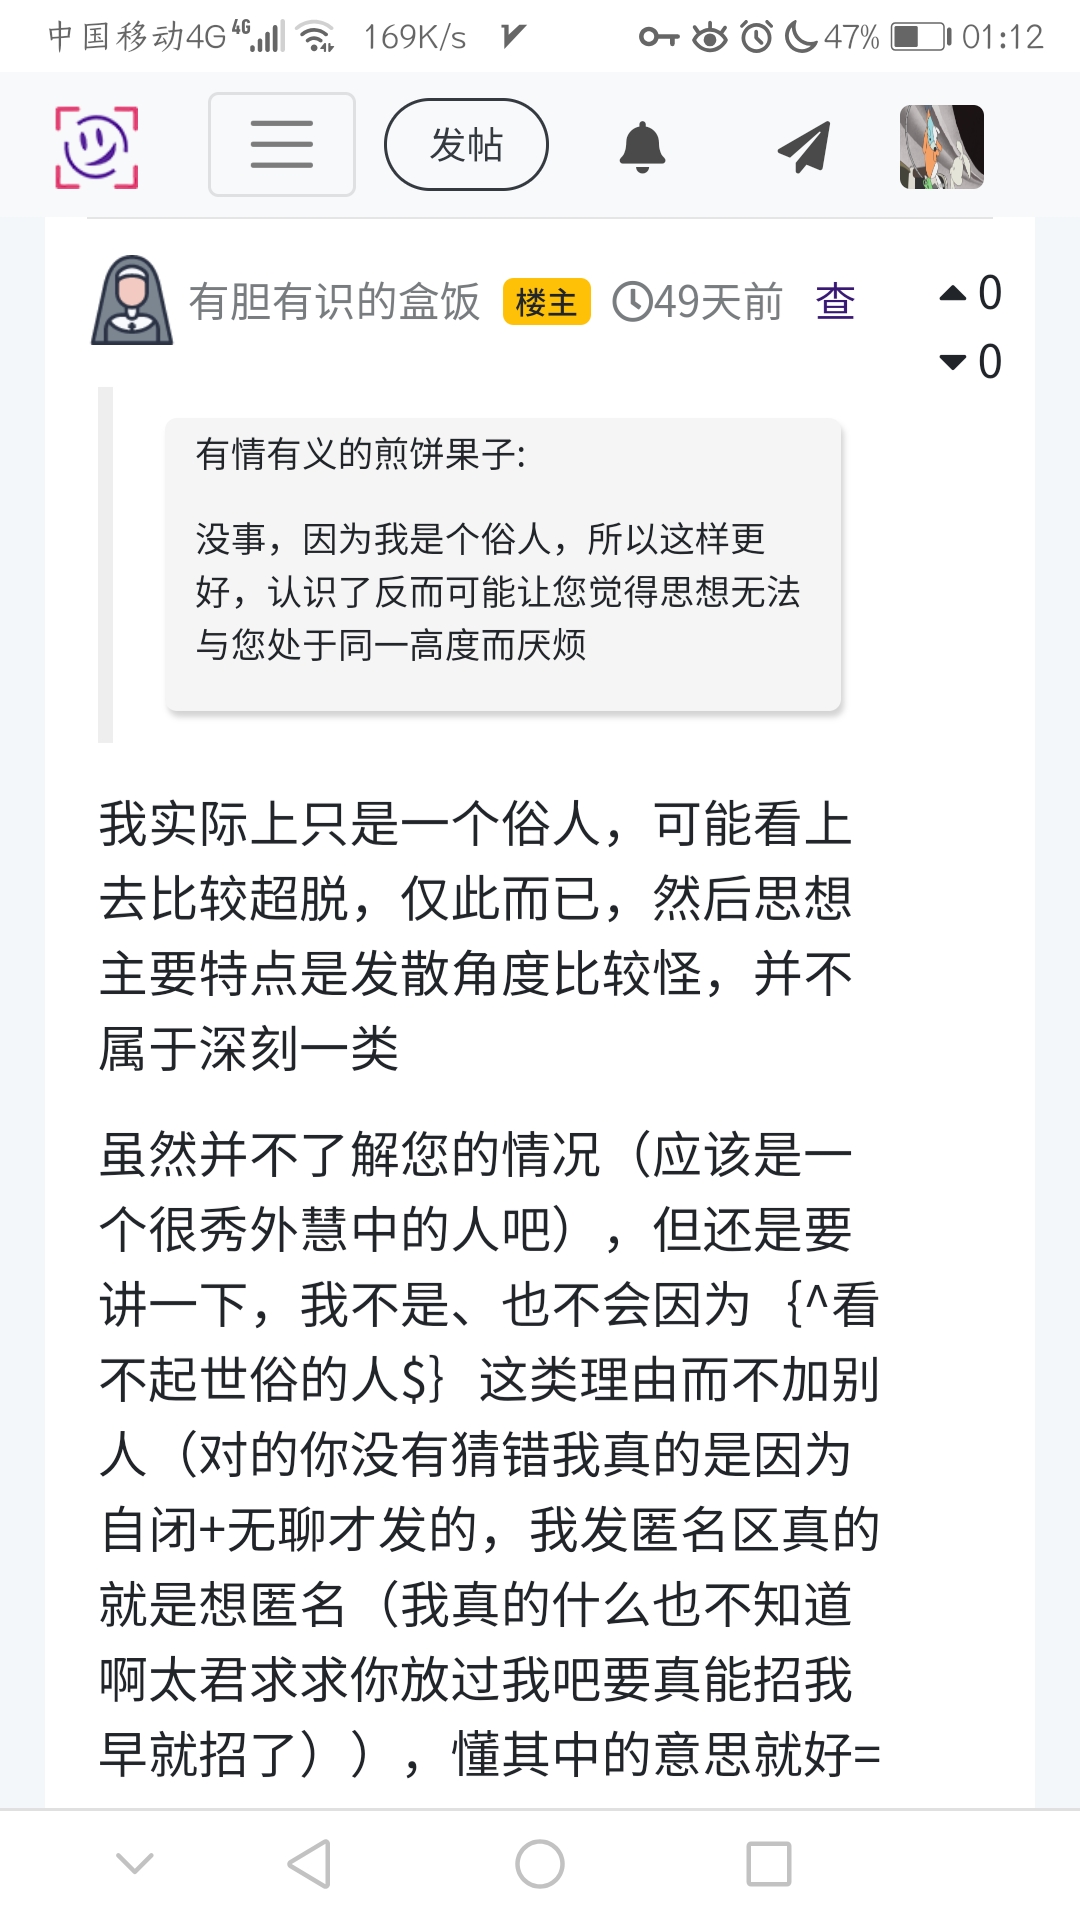 中国移动4G 4G 169K/s 47% 01:12
发帖
有胆有识的盒饭 楼主 49天前 查 0
0
有情有义的煎饼果子:
没事，因为我是个俗人，所以这样更
好，认识了反而可能让您觉得思想无法
与您处于同一高度而厌烦
我实际上只是一个俗人，可能看上
去比较超脱，仅此而已，然后思想
主要特点是发散角度比较怪，并不
属于深刻一类
虽然并不了解您的情况（应该是一
个很秀外慧中的人吧），但还是要
讲一下，我不是、也不会因为｛^看
不起世俗的人$｝这类理由而不加别
人（对的你没有猜错我真的是因为
自闭+无聊才发的，我发匿名区真的
就是想匿名（我真的什么也不知道
啊太君求求你放过我吧要真能招我
早就招了）），懂其中的意思就好=